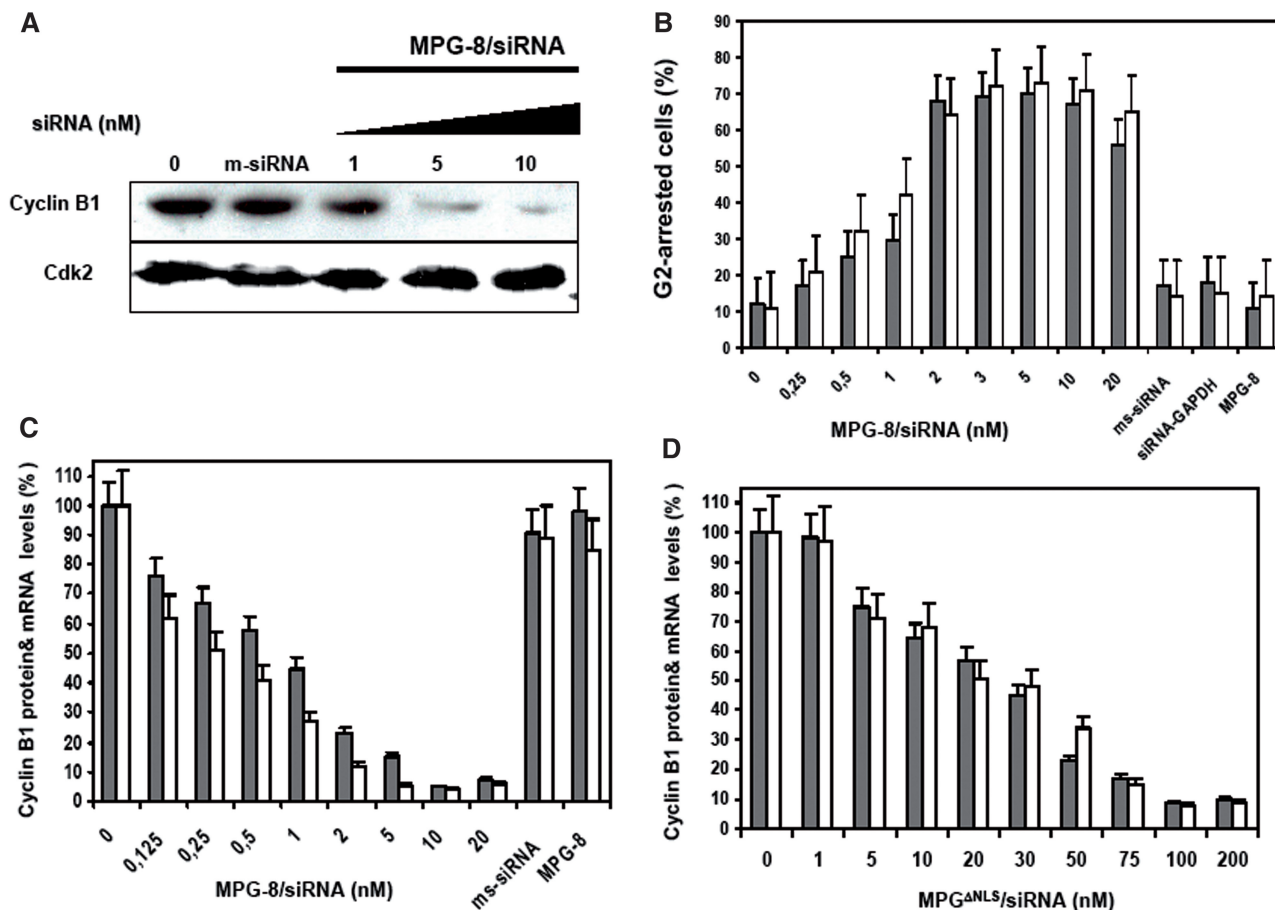 A
MPG-8/siRNA
siRNA (nM)
0 m-siRNA 1 5 10
Cyclin B1
Cdk2
B
G2-arrested cells (%)
90
80
70
60
50
40
30
20
10
0
0 0,25 0,5 1 2 3 5 10 20 ms-siRNA siRNA-GAPDH MPG-8
MPG-8/siRNA (nM)
C
Cyclin B1 protein& mRNA levels (%)
110
100
90
80
70
60
50
40
30
20
10
0
0 0,125 0,25 0,5 1 2 5 10 20 ms-siRNA MPG-8
MPG-8/siRNA (nM)
D
Cyclin B1 protein& mRNA levels (%)
110
100
90
80
70
60
50
40
30
20
10
0
0 1 5 10 20 30 50 75 100 200
MPGΔNLS/siRNA (nM)